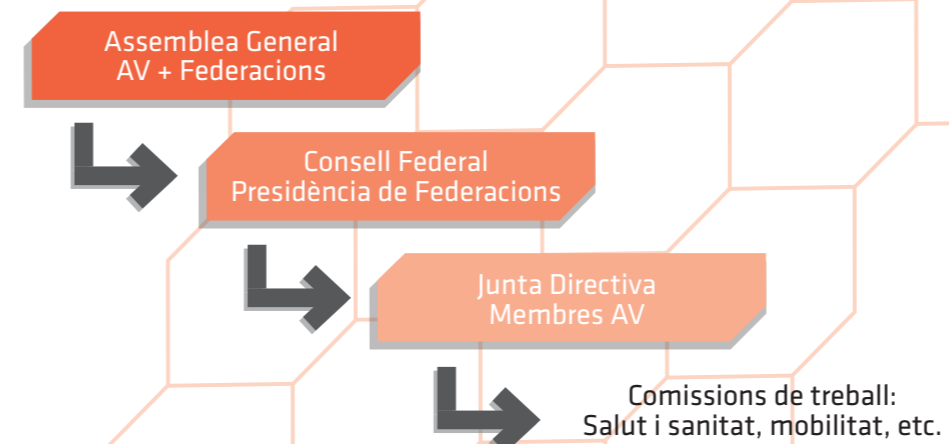 Assemblea General
AV + Federacions
Consell Federal
Presidència de Federacions
Junta Directiva
Membres AV
Comissions de treball:
Salut i sanitat, mobilitat, etc.